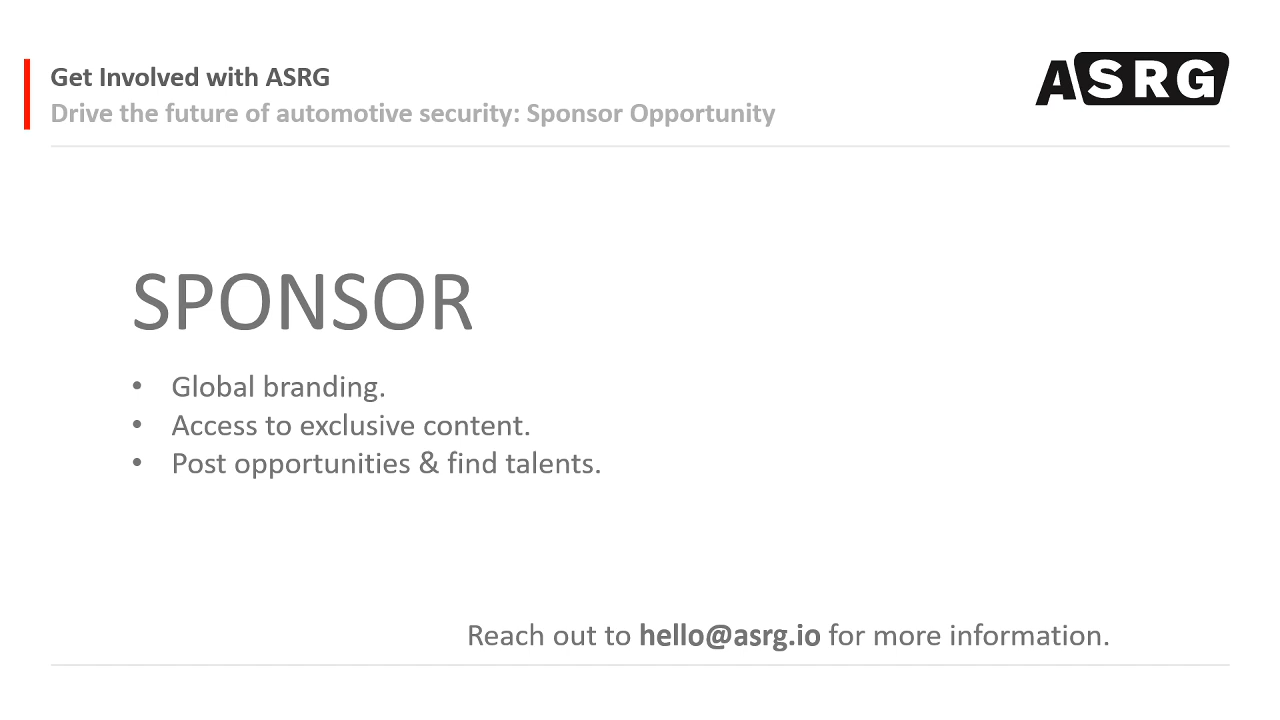 Get Involved with ASRG
Drive the future of automotive security: Sponsor Opportunity
ASRG
SPONSOR
• Global branding.
• Access to exclusive content.
• Post opportunities & find talents.
Reach out to hello@asrg.io for more information.